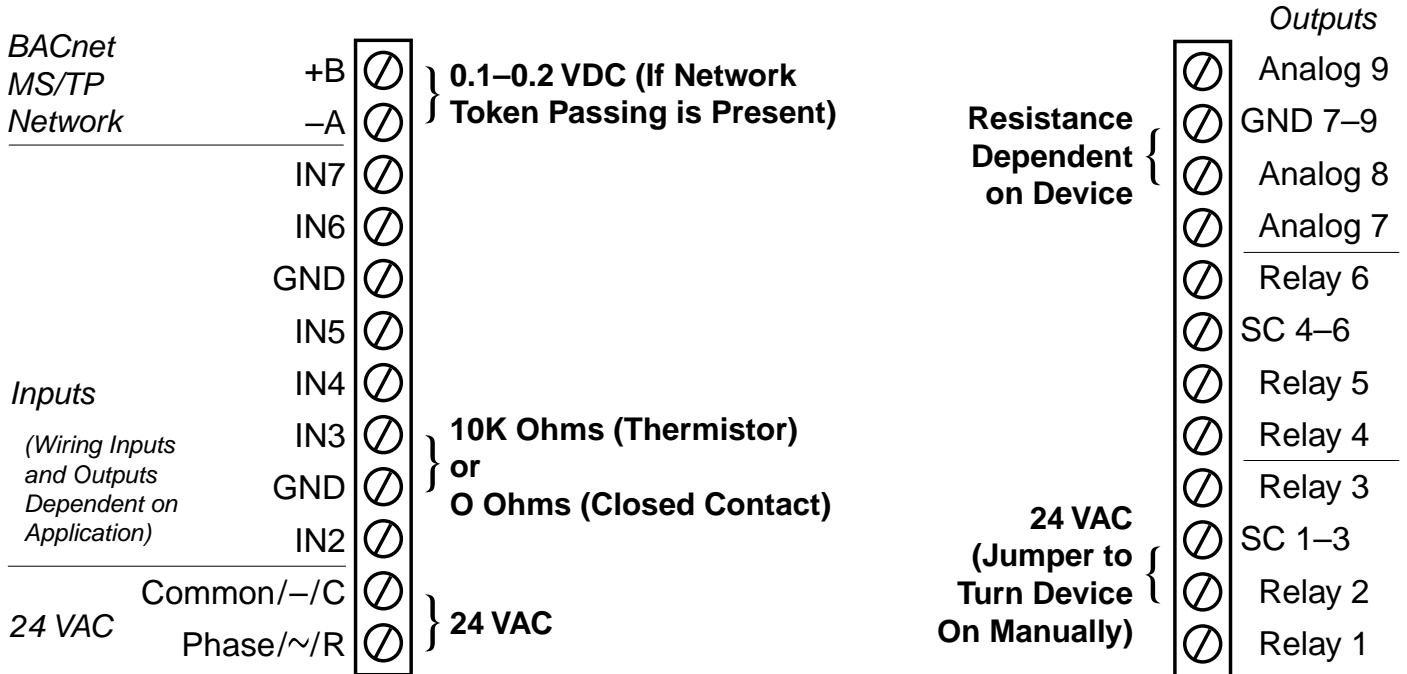 BACnet
MS/TP
Network
+B
–A
IN7
IN6
GND
IN5
IN4
IN3
GND
IN2
Common/–/C
Phase/~/R
Inputs
(Wiring Inputs
and Outputs
Dependent on
Application)
24 VAC
0.1–0.2 VDC (If Network
Token Passing is Present)
10K Ohms (Thermistor)
or
O Ohms (Closed Contact)
24 VAC
Resistance
Dependent
on Device
24 VAC
(Jumper to
Turn Device
On Manually)
Outputs
Analog 9
GND 7–9
Analog 8
Analog 7
Relay 6
SC 4–6
Relay 5
Relay 4
Relay 3
SC 1–3
Relay 2
Relay 1